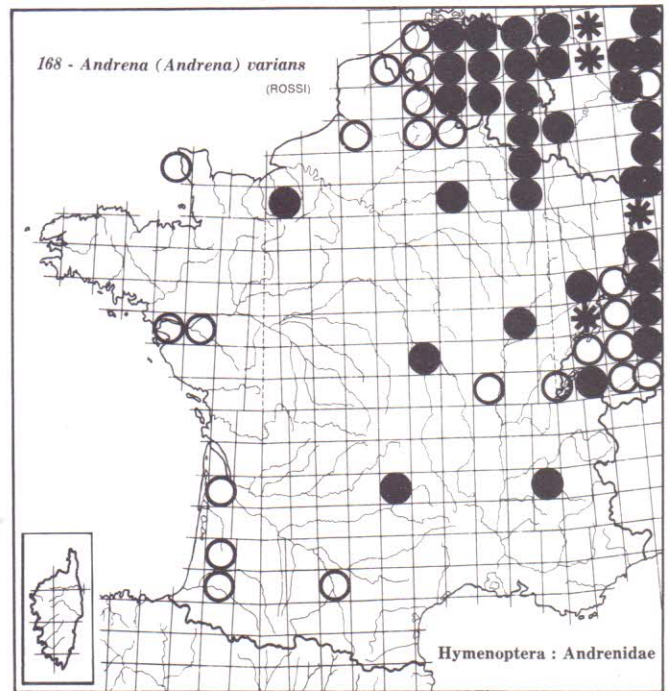 168 - Andrena (Andrena) varians
(ROSSI)
Hymenoptera : Andrenidae